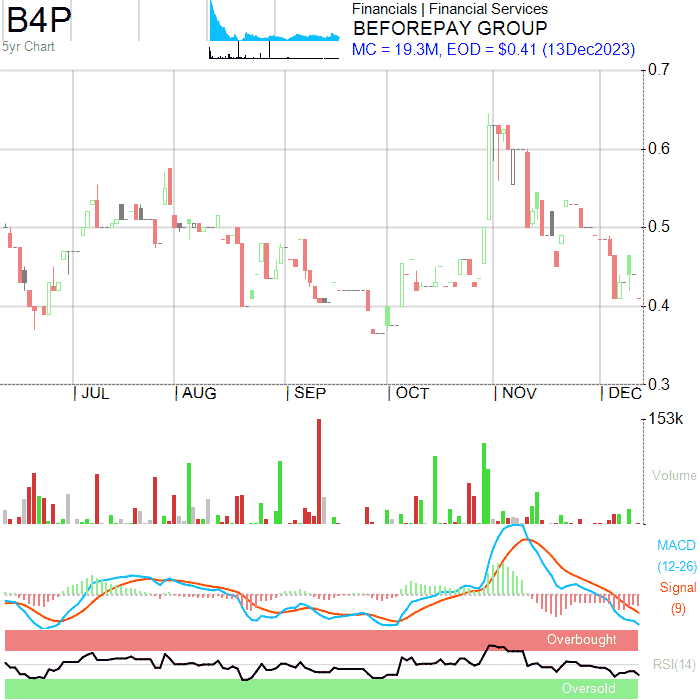 B4P
5yr Chart
Financials | Financial Services
BEFOREPAY GROUP
MC = 19.3M, EOD = $0.41 (13Dec2023)
0.7
0.6
0.5
0.4
0.3
| JUL | AUG | SEP | OCT | NOV | DEC
153k
Volume
MACD
(12-26)
Signal
(9)
Overbought
RSI(14)
Oversold